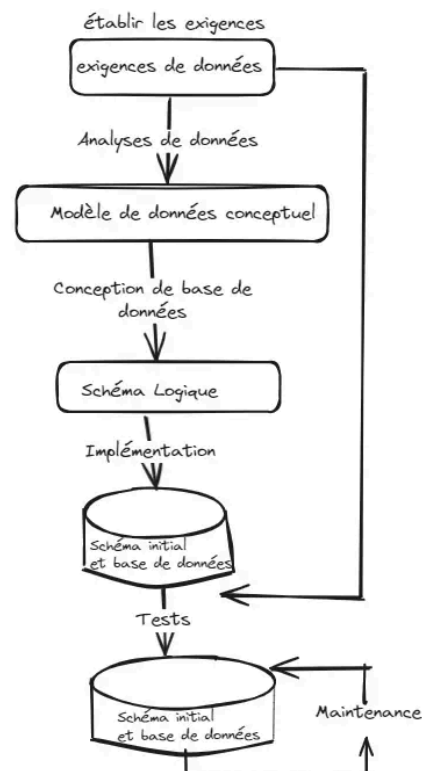 établir les exigences
exigences de données
Analyses de données
Modèle de données conceptuel
Conception de base de
données
Schéma Logique
Implémentation
Schéma initial
et base de données
Tests
Maintenance
Schéma initial
et base de données